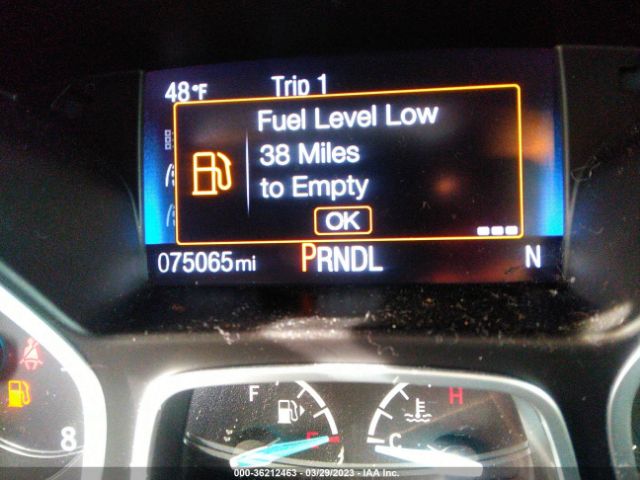 48°F Trip 1
Fuel Level Low
38 Miles
to Empty
OK
075065mi PRNDL N
F H
8 E C
000-36212463 - 03/29/2023 - IAA Inc.